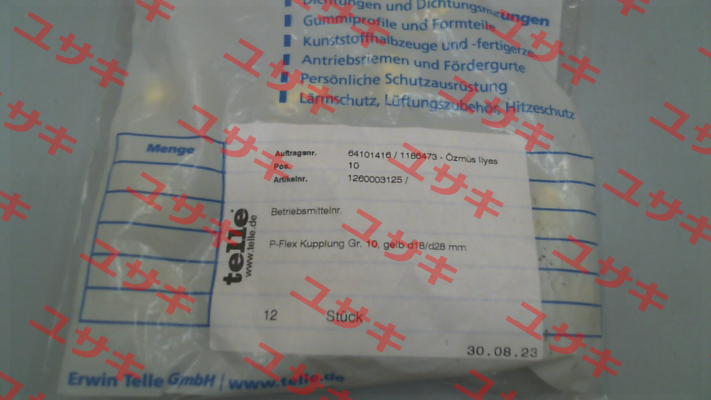 Dichtungen und Dichtungs
Gummiprofile und Formteile
Kunststoffhalbzeuge und -fertigerze
Antriebsriemen und Fördergurte
Persönliche Schutzausrüstung
Lärmschutz, Lüftungszubehör, Hitzeschutz
Menge
Auftragsnr. 64101416 / 1186473 - Özmüs Ilyas
Pos. 10
Artikelnr. 1260003125 /
Betriebsmittelnr.
telle
www.telle.de
P-Flex Kupplung Gr. 10, gelb d18/d28 mm
12 Stück
30.08.23
Erwin Telle GmbH | www.telle.de
ユサキ